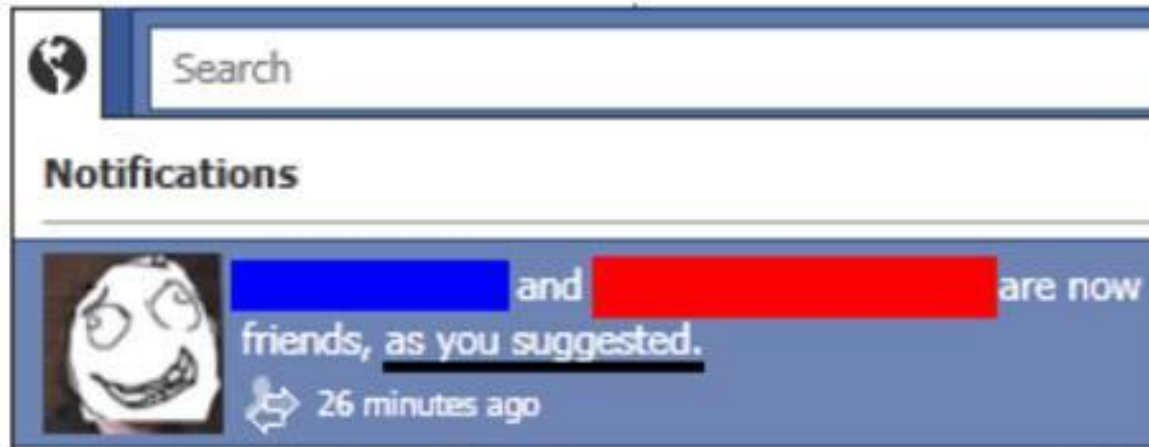 Search
Notifications
and are now
friends, as you suggested.
26 minutes ago